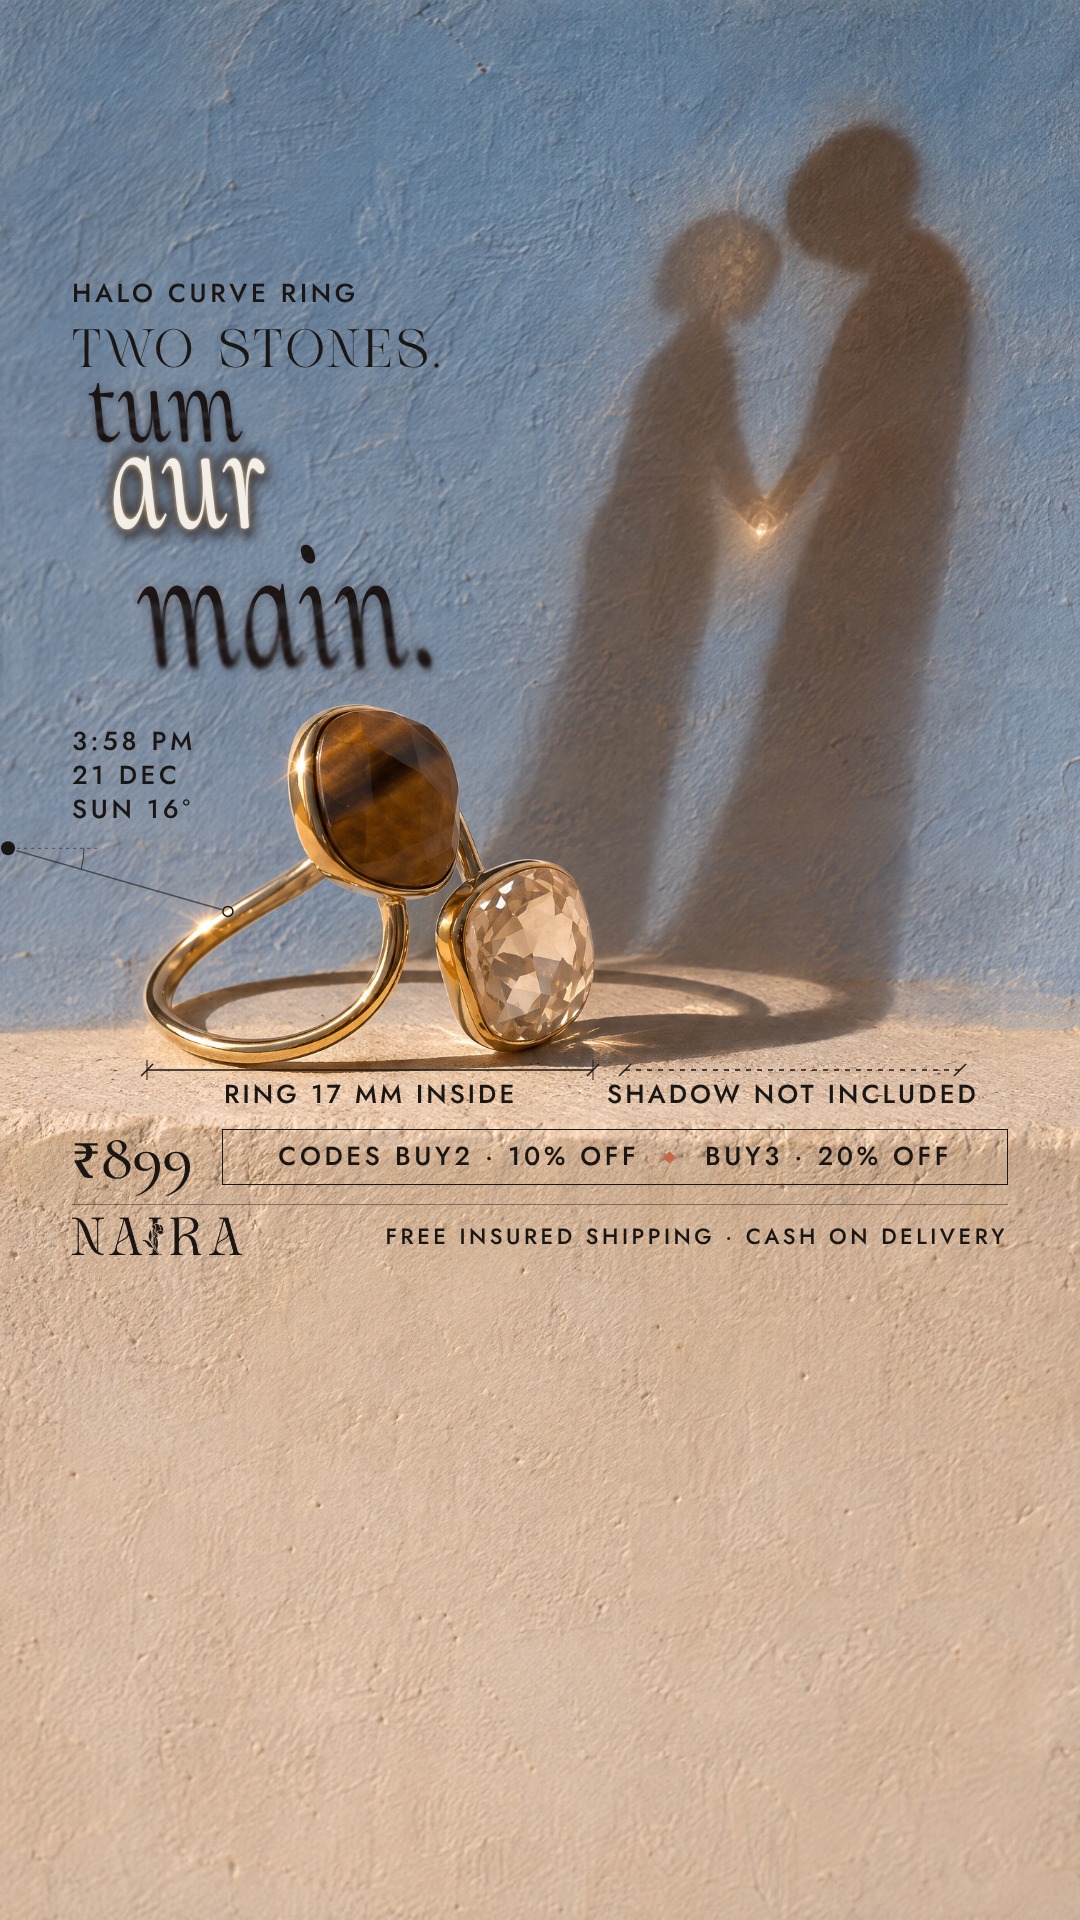 HALO CURVE RING
TWO STONES.
tum
aur
main.
3:58 PM
21 DEC
SUN 16°
RING 17 MM INSIDE
SHADOW NOT INCLUDED
₹899
CODES BUY2 · 10% OFF ◆ BUY3 · 20% OFF
NAIRA
FREE INSURED SHIPPING · CASH ON DELIVERY